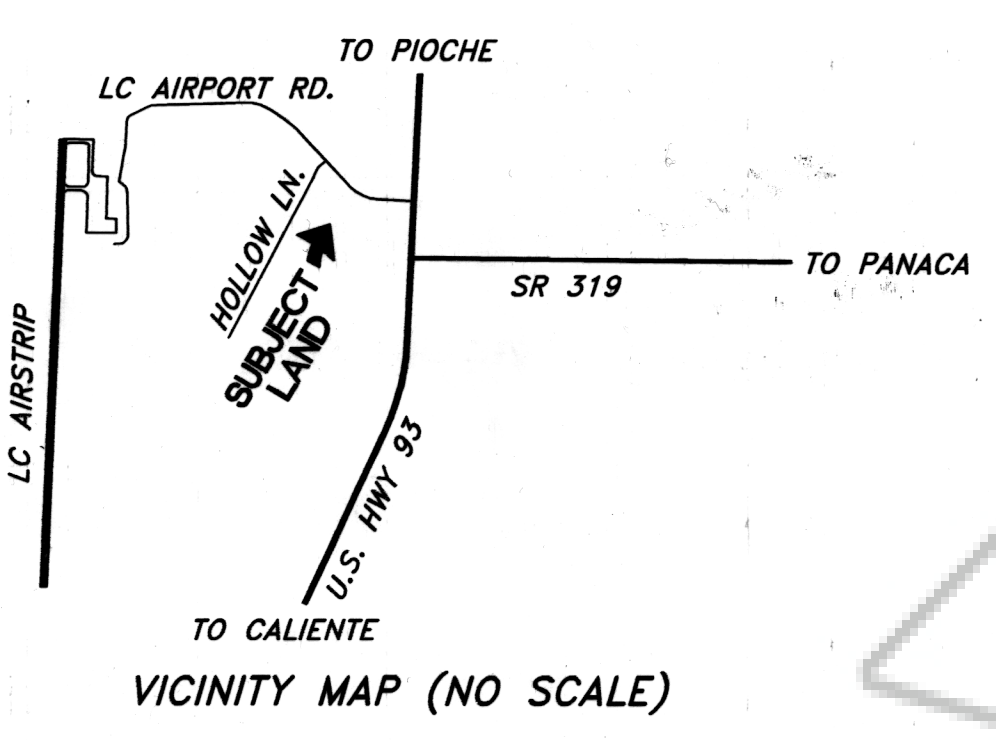 TO PIOCHE
LC AIRPORT RD.
HOLLOW LN.
SUBJECT
LAND
TO PANACA
SR 319
LC AIRSTRIP
U.S. HWY 93
TO CALIENTE
VICINITY MAP (NO SCALE)